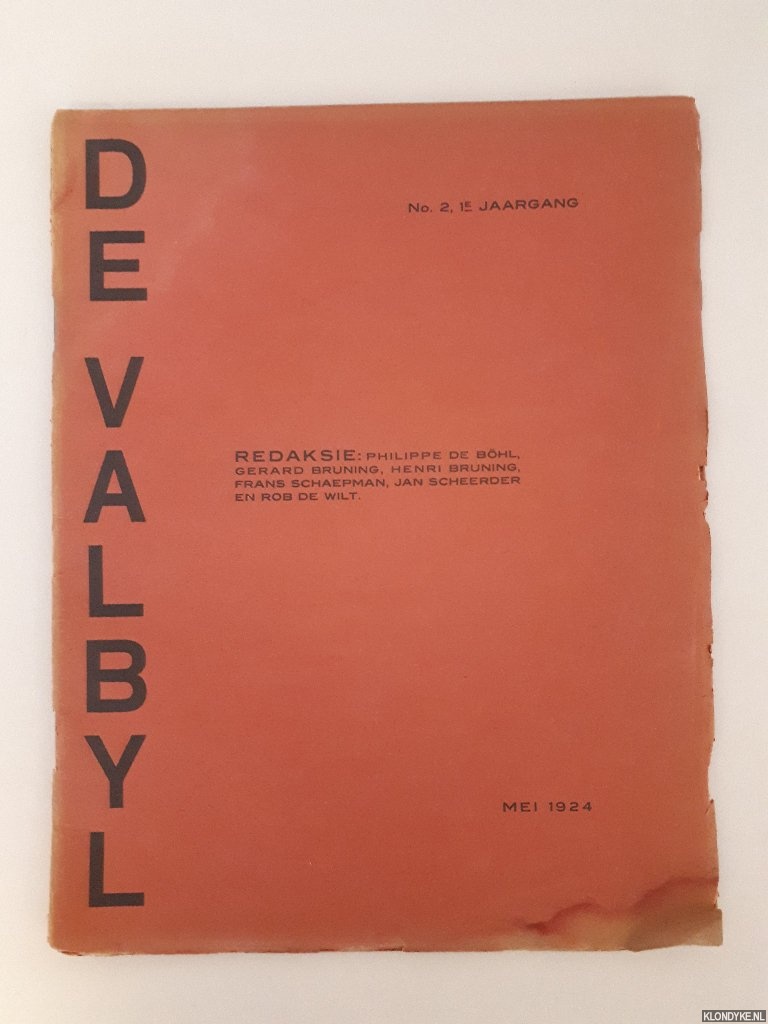 DE VALBYL
No. 2, 1E JAARGANG
REDAKSIE: PHILIPPE DE BÖHL,
GERARD BRUNING, HENRI BRUNING,
FRANS SCHAEPMAN, JAN SCHEERDER
EN ROB DE WILT.
MEI 1924
KLONDYKE.NL